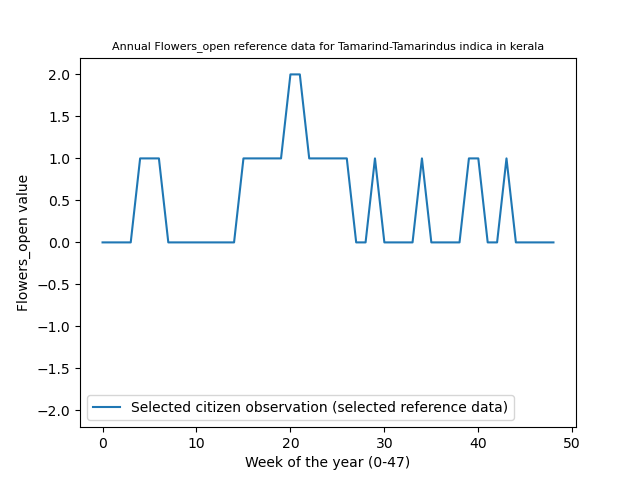 Annual Flowers_open reference data for Tamarind-Tamarindus indica in kerala
Flowers_open value
2.0
1.5
1.0
0.5
0.0
−0.5
−1.0
−1.5
−2.0
Selected citizen observation (selected reference data)
0 10 20 30 40 50
Week of the year (0-47)